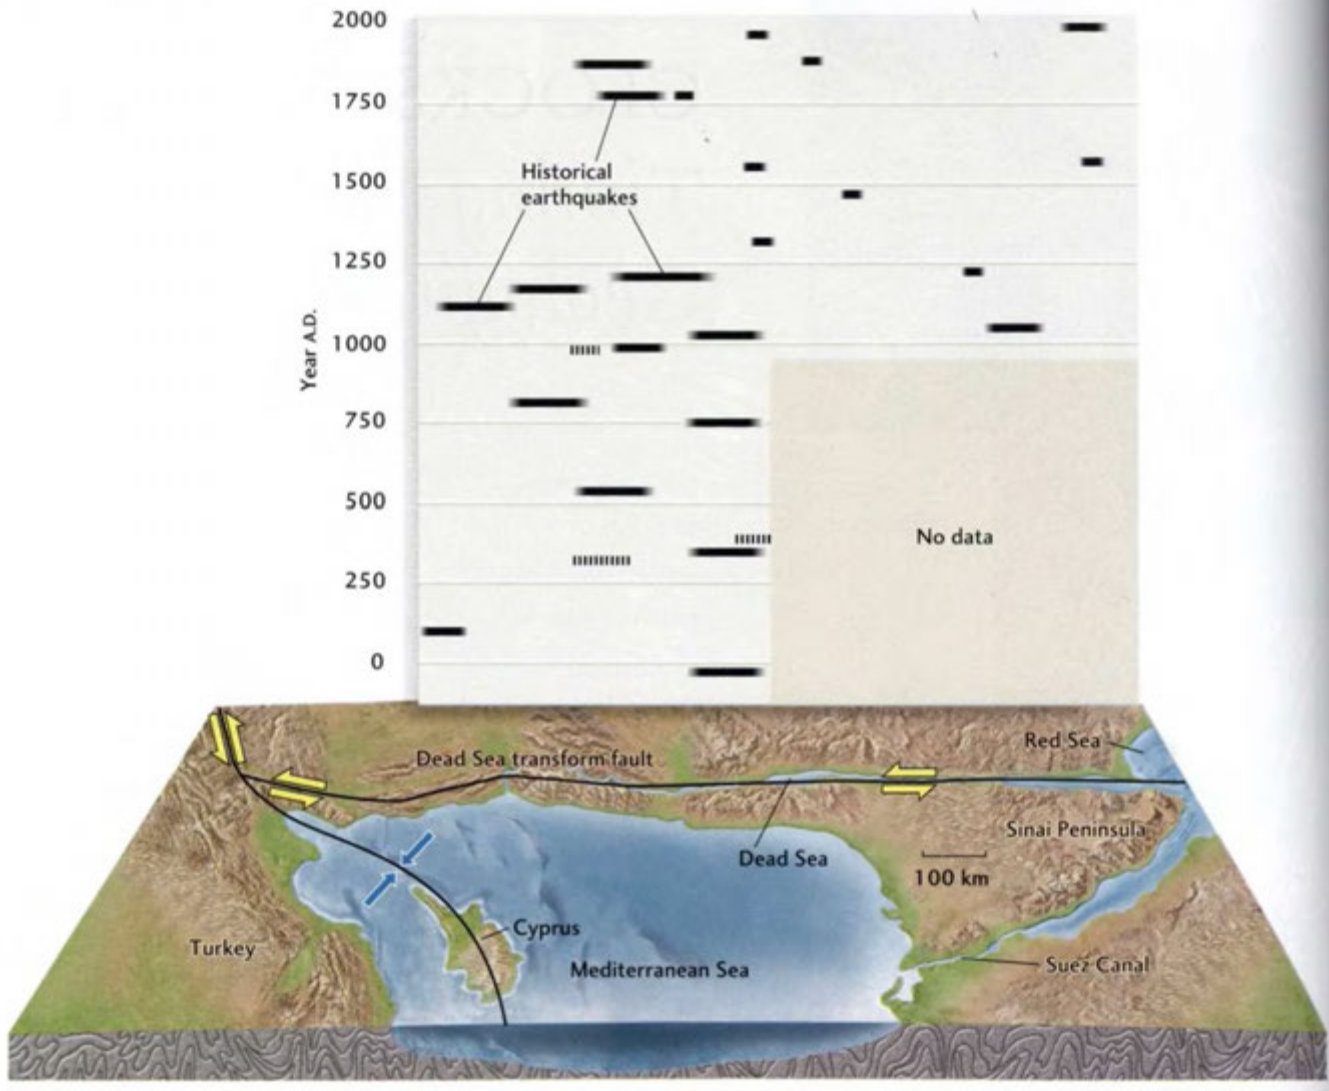 2000
1750
Historical
earthquakes
1500
1250
Year A.D.
1000
750
500
No data
250
0
Dead Sea transform fault
Red Sea
Sinai Peninsula
Dead Sea
100 km
Cyprus
Turkey
Mediterranean Sea
Suez Canal